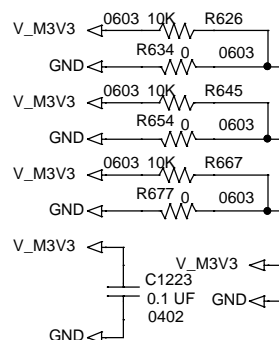 0603 10K R626
V_M3V3
R634 0 0603
GND
0603 10K R645
V_M3V3
R654 0 0603
GND
0603 10K R667
V_M3V3
R677 0 0603
GND
V_M3V3
C1223 V_M3V3
0.1 UF GND
0402
GND